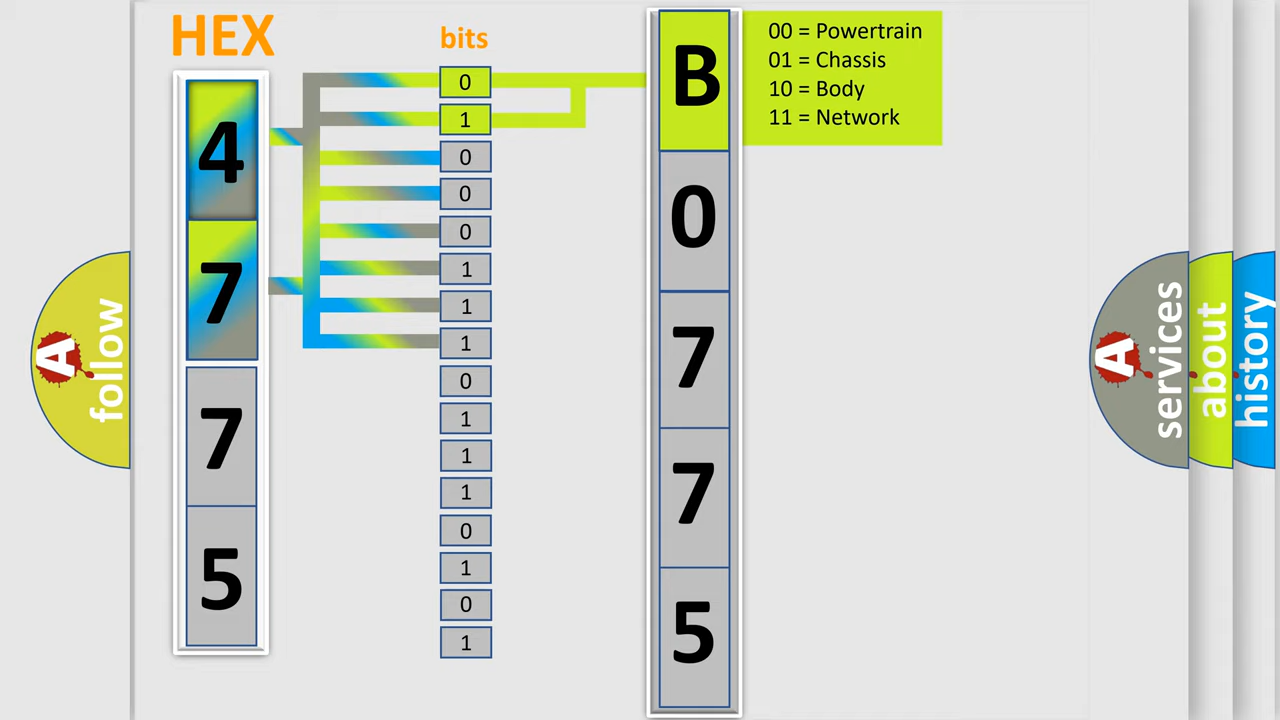 HEX
bits
4
7
7
5
0
1
0
0
0
1
1
1
0
1
1
1
0
1
0
1
B
0
7
7
5
00 = Powertrain
01 = Chassis
10 = Body
11 = Network
A
follow
A
services
about
history